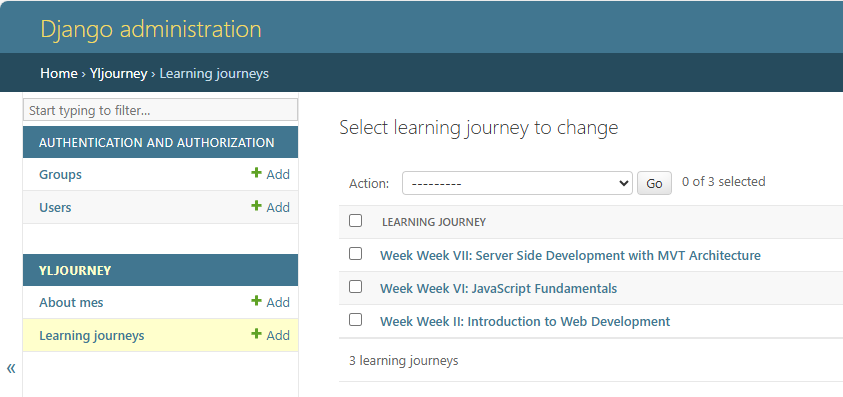 Django administration
Home › Yljourney › Learning journeys
Start typing to filter...
AUTHENTICATION AND AUTHORIZATION
Groups + Add
Users + Add
YLJOURNEY
About mes + Add
Learning journeys + Add
«
Select learning journey to change
Action: --------- Go 0 of 3 selected
LEARNING JOURNEY
Week Week VII: Server Side Development with MVT Architecture
Week Week VI: JavaScript Fundamentals
Week Week II: Introduction to Web Development
3 learning journeys